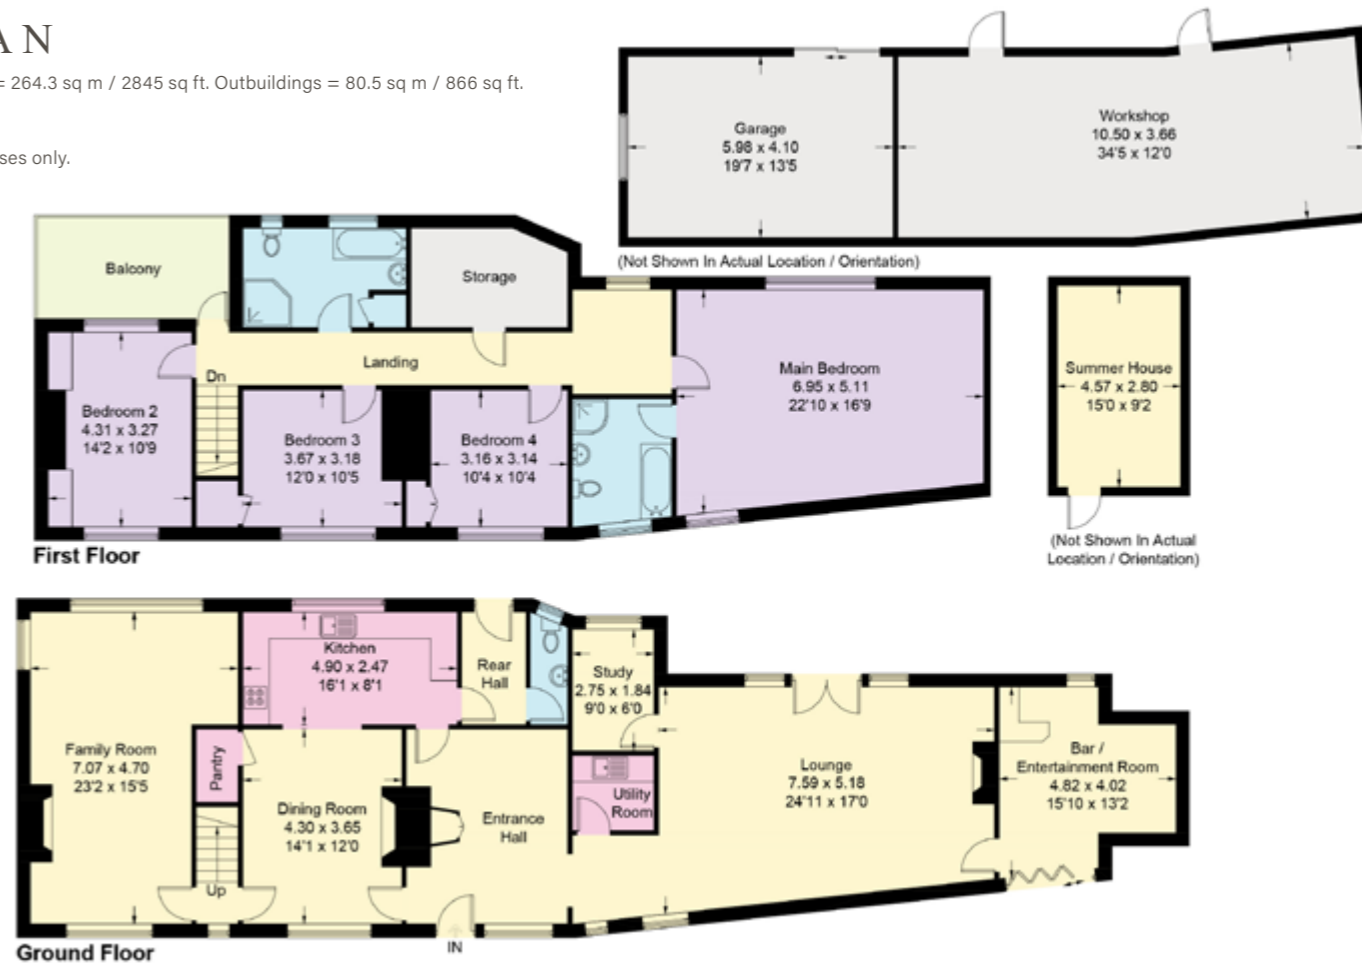 AN
= 264.3 sq m / 2845 sq ft. Outbuildings = 80.5 sq m / 866 sq ft.
ses only.
Garage
5.98 x 4.10
19'7 x 13'5
Workshop
10.50 x 3.66
34'5 x 12'0
(Not Shown In Actual Location / Orientation)
Balcony
Storage
Landing
Dn
Bedroom 2
4.31 x 3.27
14'2 x 10'9
Bedroom 3
3.67 x 3.18
12'0 x 10'5
Bedroom 4
3.16 x 3.14
10'4 x 10'4
Main Bedroom
6.95 x 5.11
22'10 x 16'9
Summer House
4.57 x 2.80
15'0 x 9'2
(Not Shown In Actual
Location / Orientation)
First Floor
Kitchen
4.90 x 2.47
16'1 x 8'1
Rear
Hall
Study
2.75 x 1.84
9'0 x 6'0
Family Room
7.07 x 4.70
23'2 x 15'5
Pantry
Dining Room
4.30 x 3.65
14'1 x 12'0
Entrance
Hall
Utility
Room
Lounge
7.59 x 5.18
24'11 x 17'0
Bar /
Entertainment Room
4.82 x 4.02
15'10 x 13'2
Up
IN
Ground Floor